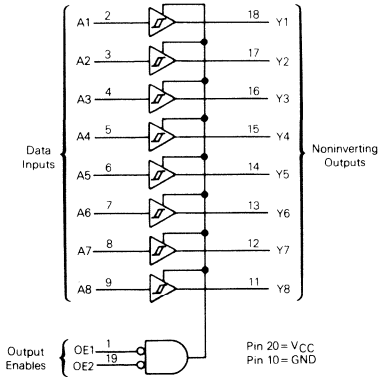 A1 2 18 Y1
A2 3 17 Y2
A3 4 16 Y3
A4 5 15 Y4
Data Inputs
Noninverting Outputs
A5 6 14 Y5
A6 7 13 Y6
A7 8 12 Y7
A8 9 11 Y8
Output Enables
OE1 1
OE2 19
Pin 20 = VCC
Pin 10 = GND